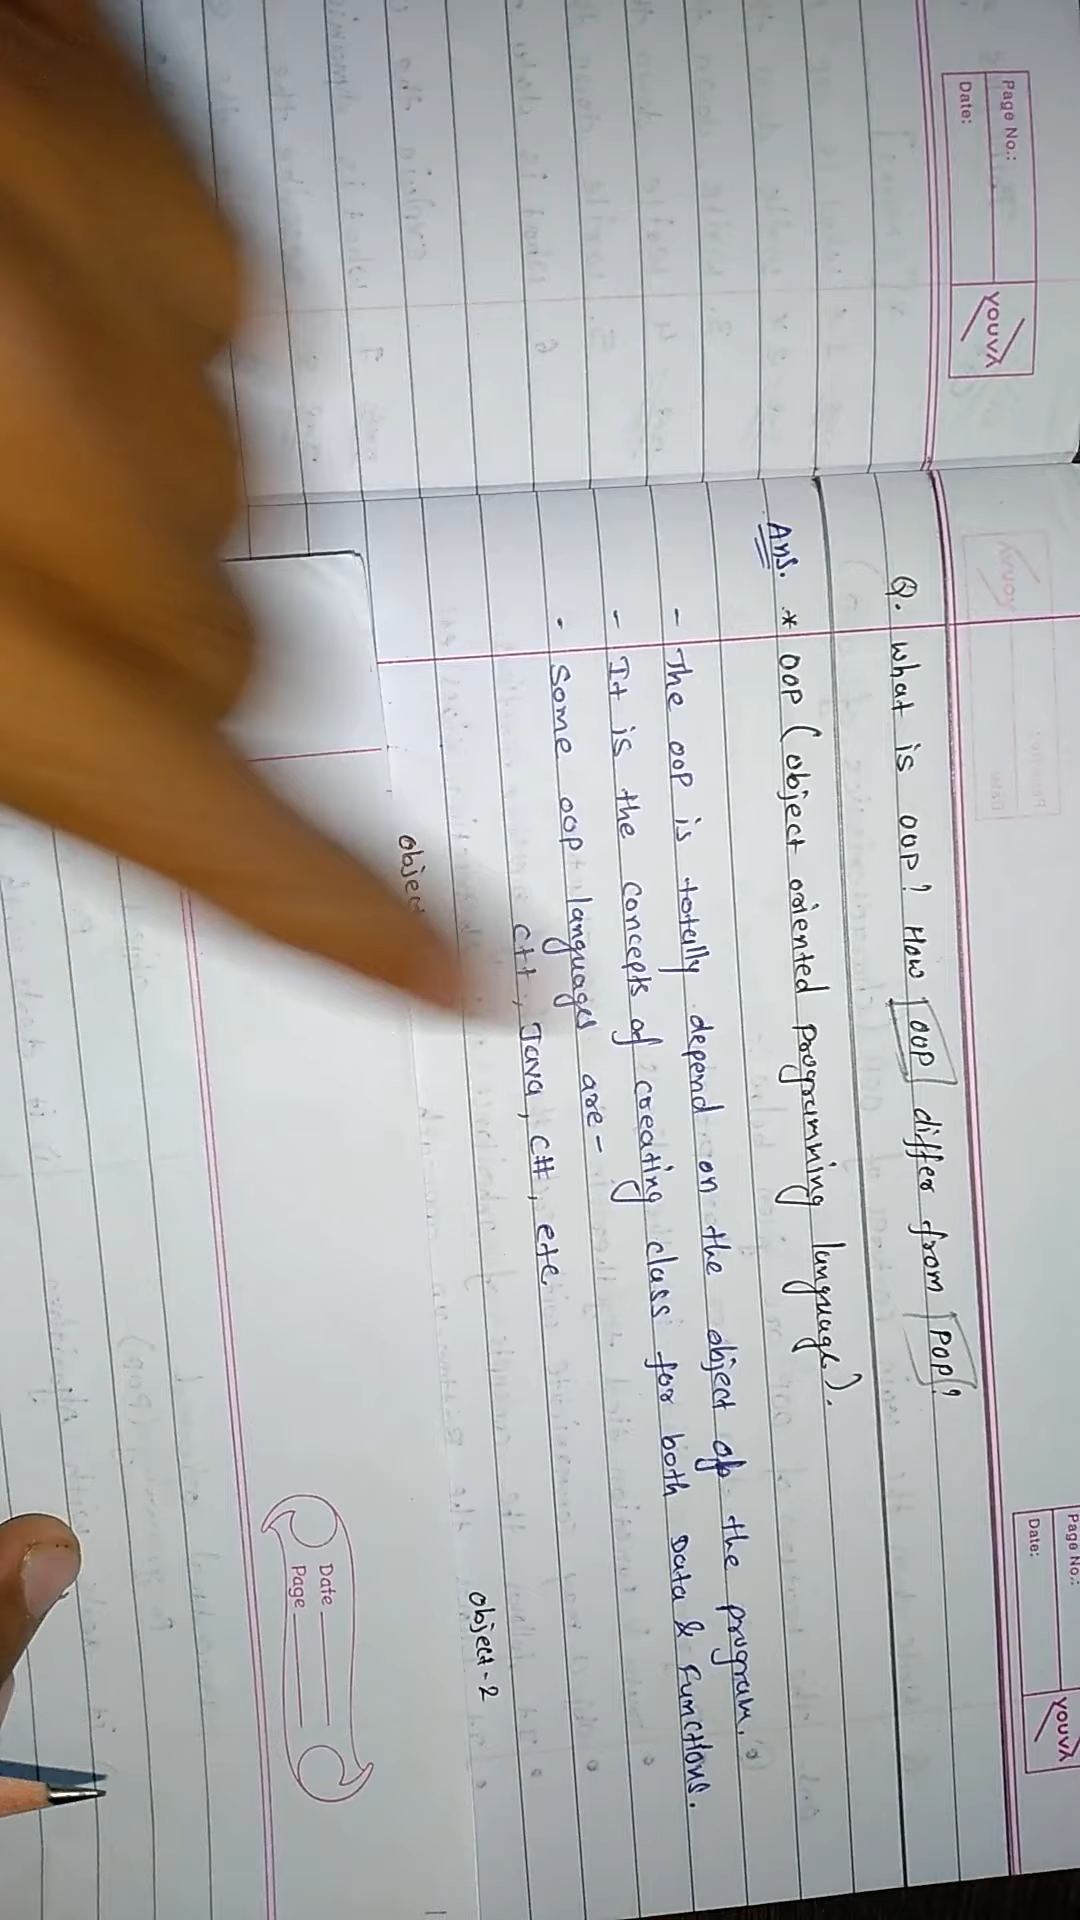 Page No.:
Date:
YOUVA
Page No.:
Date:
YOUVA
Q. what is OOP? How OOP differ from POP?
Ans. * OOP (object oriented programming language).
- The OOP is totally depend on the object of the program.
- It is the concepts of creating class for both Data & Functions.
- Some OOP languages are -
C++, Java, C#, etc
object-2
Date
Page